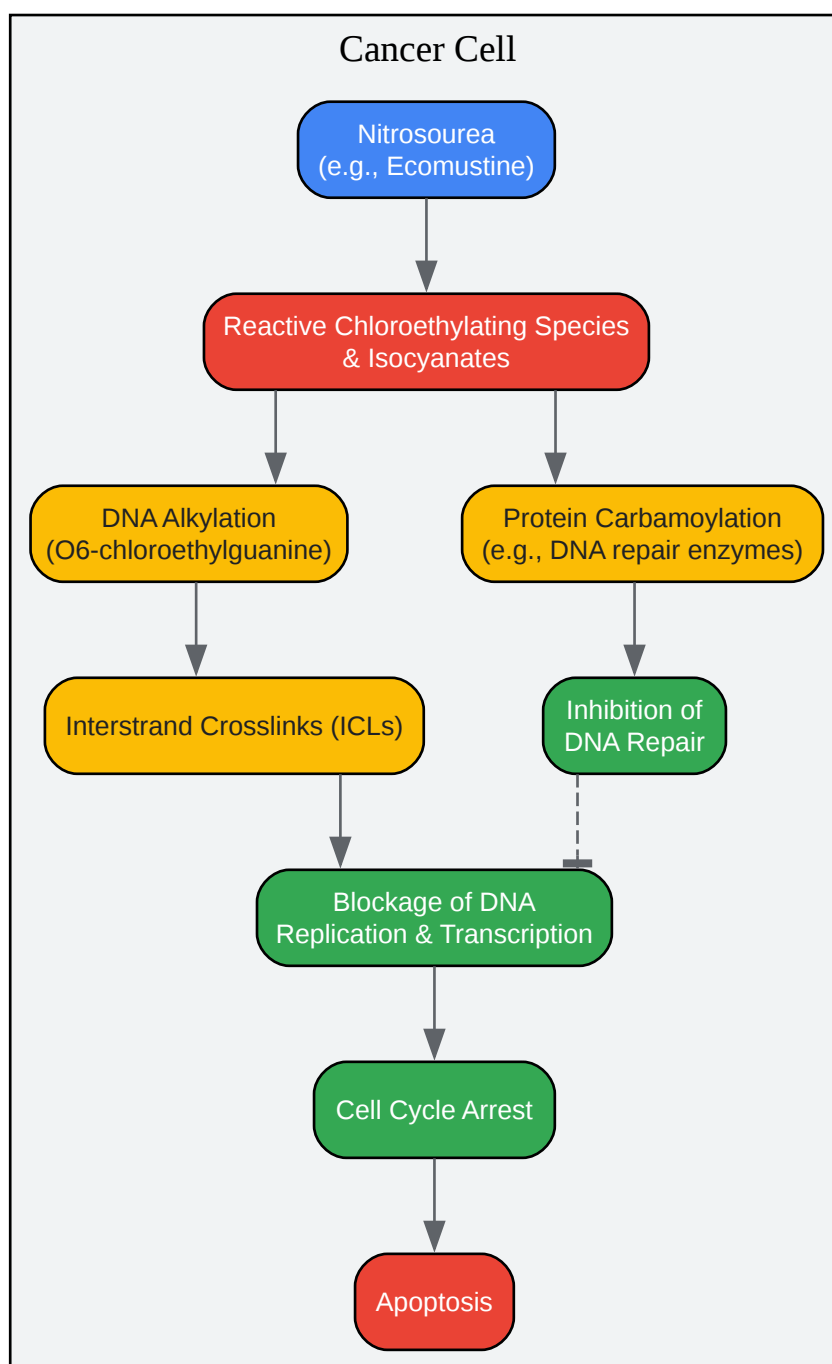 Cancer Cell
Nitrosourea
(e.g., Ecomustine)
Reactive Chloroethylating Species
& Isocyanates
DNA Alkylation
(O6-chloroethylguanine)
Protein Carbamoylation
(e.g., DNA repair enzymes)
Interstrand Crosslinks (ICLs)
Inhibition of
DNA Repair
Blockage of DNA
Replication & Transcription
Cell Cycle Arrest
Apoptosis